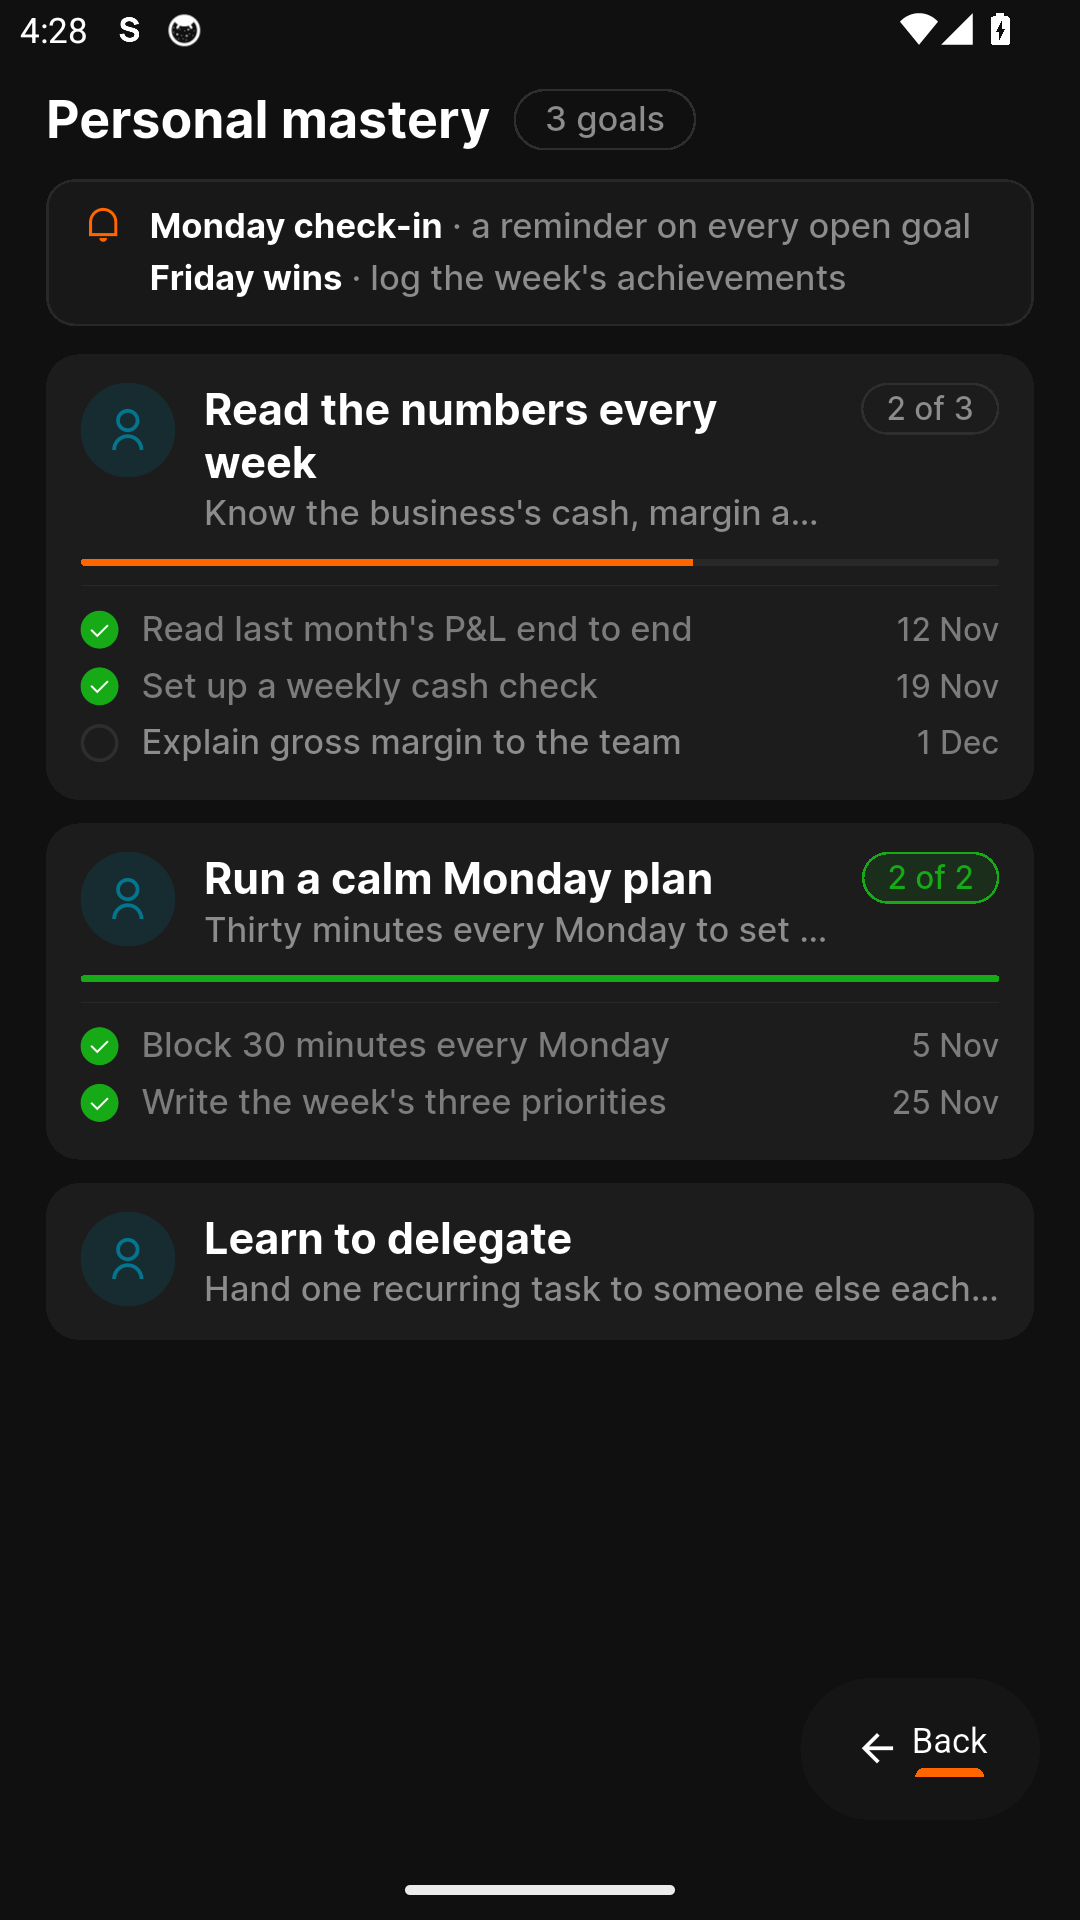 4:28 S
Personal mastery 3 goals
Monday check-in · a reminder on every open goal
Friday wins · log the week's achievements
Read the numbers every
week
2 of 3
Know the business's cash, margin a...
Read last month's P&L end to end 12 Nov
Set up a weekly cash check 19 Nov
Explain gross margin to the team 1 Dec
Run a calm Monday plan 2 of 2
Thirty minutes every Monday to set ...
Block 30 minutes every Monday 5 Nov
Write the week's three priorities 25 Nov
Learn to delegate
Hand one recurring task to someone else each...
Back